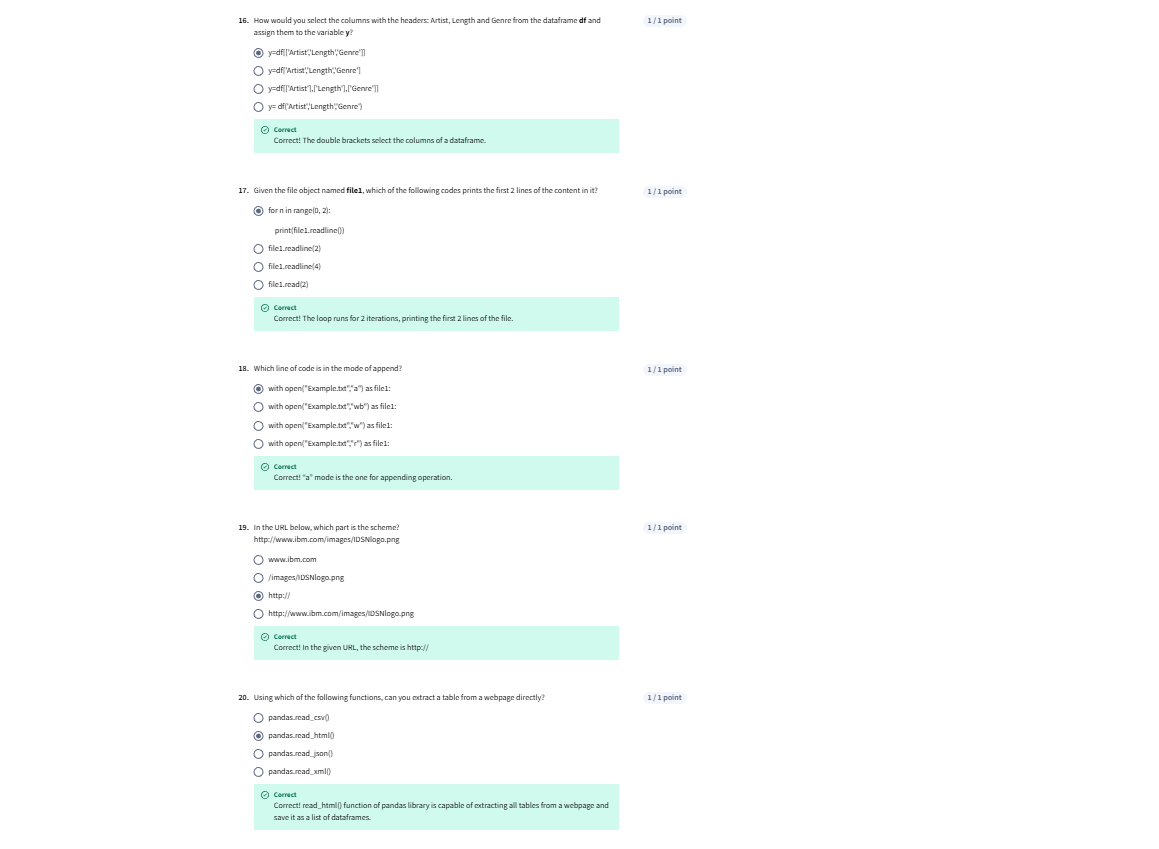 16. How would you select the columns with the headers: Artist, Length and Genre from the dataframe df and
1 / 1 point
assign them to the variable y?
y=df[['Artist','Length','Genre']]
y=df['Artist','Length','Genre']
y=df[['Artist'],['Length'],['Genre']]
y= df('Artist','Length','Genre')
Correct
Correct! The double brackets select the columns of a dataframe.
17. Given the file object named file1, which of the following codes prints the first 2 lines of the content in it?
1 / 1 point
for n in range(0, 2):
print(file1.readline())
file1.readline(2)
file1.readline(4)
file1.read(2)
Correct
Correct! The loop runs for 2 iterations, printing the first 2 lines of the file.
18. Which line of code is in the mode of append?
1 / 1 point
with open("Example.txt","a") as file1:
with open("Example.txt","wb") as file1:
with open("Example.txt","w") as file1:
with open("Example.txt","r") as file1:
Correct
Correct! "a" mode is the one for appending operation.
19. In the URL below, which part is the scheme?
1 / 1 point
http://www.ibm.com/images/IDSNlogo.png
www.ibm.com
/images/IDSNlogo.png
http://
http://www.ibm.com/images/IDSNlogo.png
Correct
Correct! In the given URL, the scheme is http://
20. Using which of the following functions, can you extract a table from a webpage directly?
1 / 1 point
pandas.read_csv()
pandas.read_html()
pandas.read_json()
pandas.read_xml()
Correct
Correct! read_html() function of pandas library is capable of extracting all tables from a webpage and
save it as a list of dataframes.